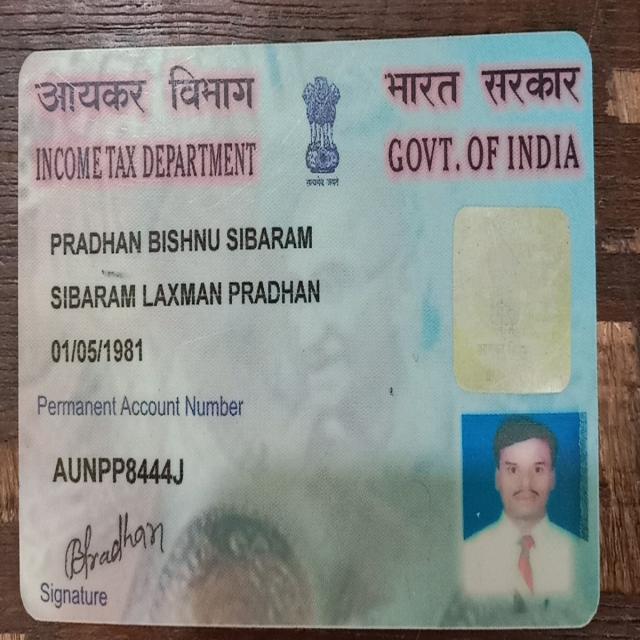 आयकर विभाग
भारत सरकार
INCOME TAX DEPARTMENT
GOVT. OF INDIA
सत्यमेव जयते
PRADHAN BISHNU SIBARAM
SIBARAM LAXMAN PRADHAN
01/05/1981
Permanent Account Number
AUNPP8444J
BPradhan
Signature